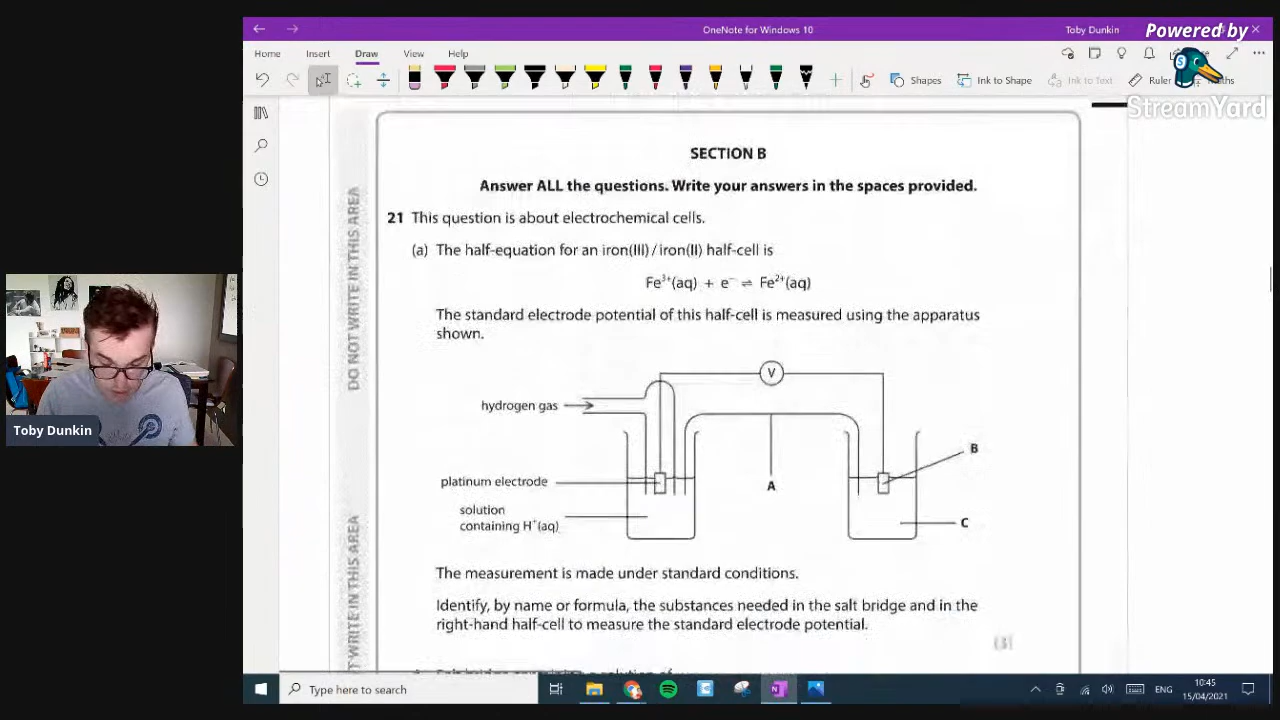 OneNote for Windows 10
Toby Dunkin
Powered by
StreamYard
Home Insert Draw View Help
Shapes Ink to Shape Ink to Text Ruler Maths
SECTION B
Answer ALL the questions. Write your answers in the spaces provided.
21 This question is about electrochemical cells.
(a) The half-equation for an iron(III) / iron(II) half-cell is
Fe³⁺(aq) + e⁻ ⇌ Fe²⁺(aq)
The standard electrode potential of this half-cell is measured using the apparatus
shown.
V
hydrogen gas
B
platinum electrode
A
solution
containing H⁺(aq)
C
The measurement is made under standard conditions.
Identify, by name or formula, the substances needed in the salt bridge and in the
right-hand half-cell to measure the standard electrode potential.
(3)
DO NOT WRITE IN THIS AREA
T WRITE IN THIS AREA
Toby Dunkin
Type here to search
ENG
10:45
15/04/2021